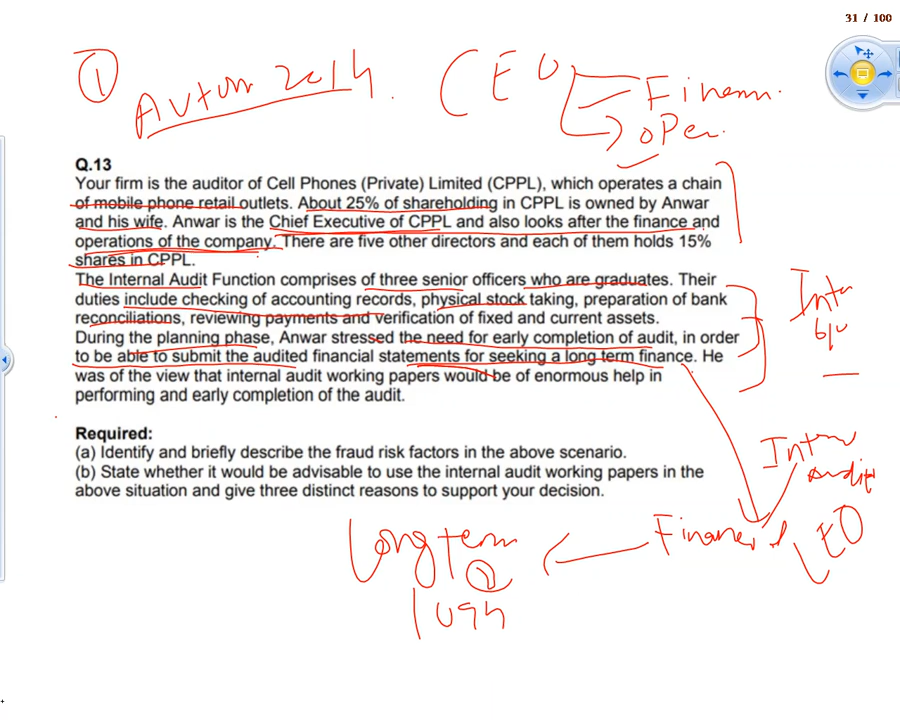 31 / 100
①
Autum 2014.
CEO
Finan.
oper.
Q.13
Your firm is the auditor of Cell Phones (Private) Limited (CPPL), which operates a chain
of mobile phone retail outlets. About 25% of shareholding in CPPL is owned by Anwar
and his wife. Anwar is the Chief Executive of CPPL and also looks after the finance and
operations of the company. There are five other directors and each of them holds 15%
shares in CPPL.
The Internal Audit Function comprises of three senior officers who are graduates. Their
duties include checking of accounting records, physical stock taking, preparation of bank
reconciliations, reviewing payments and verification of fixed and current assets.
During the planning phase, Anwar stressed the need for early completion of audit, in order
to be able to submit the audited financial statements for seeking a long term finance. He
was of the view that internal audit working papers would be of enormous help in
performing and early completion of the audit.
Required:
(a) Identify and briefly describe the fraud risk factors in the above scenario.
(b) State whether it would be advisable to use the internal audit working papers in the
above situation and give three distinct reasons to support your decision.
Audit
CEO
Long term